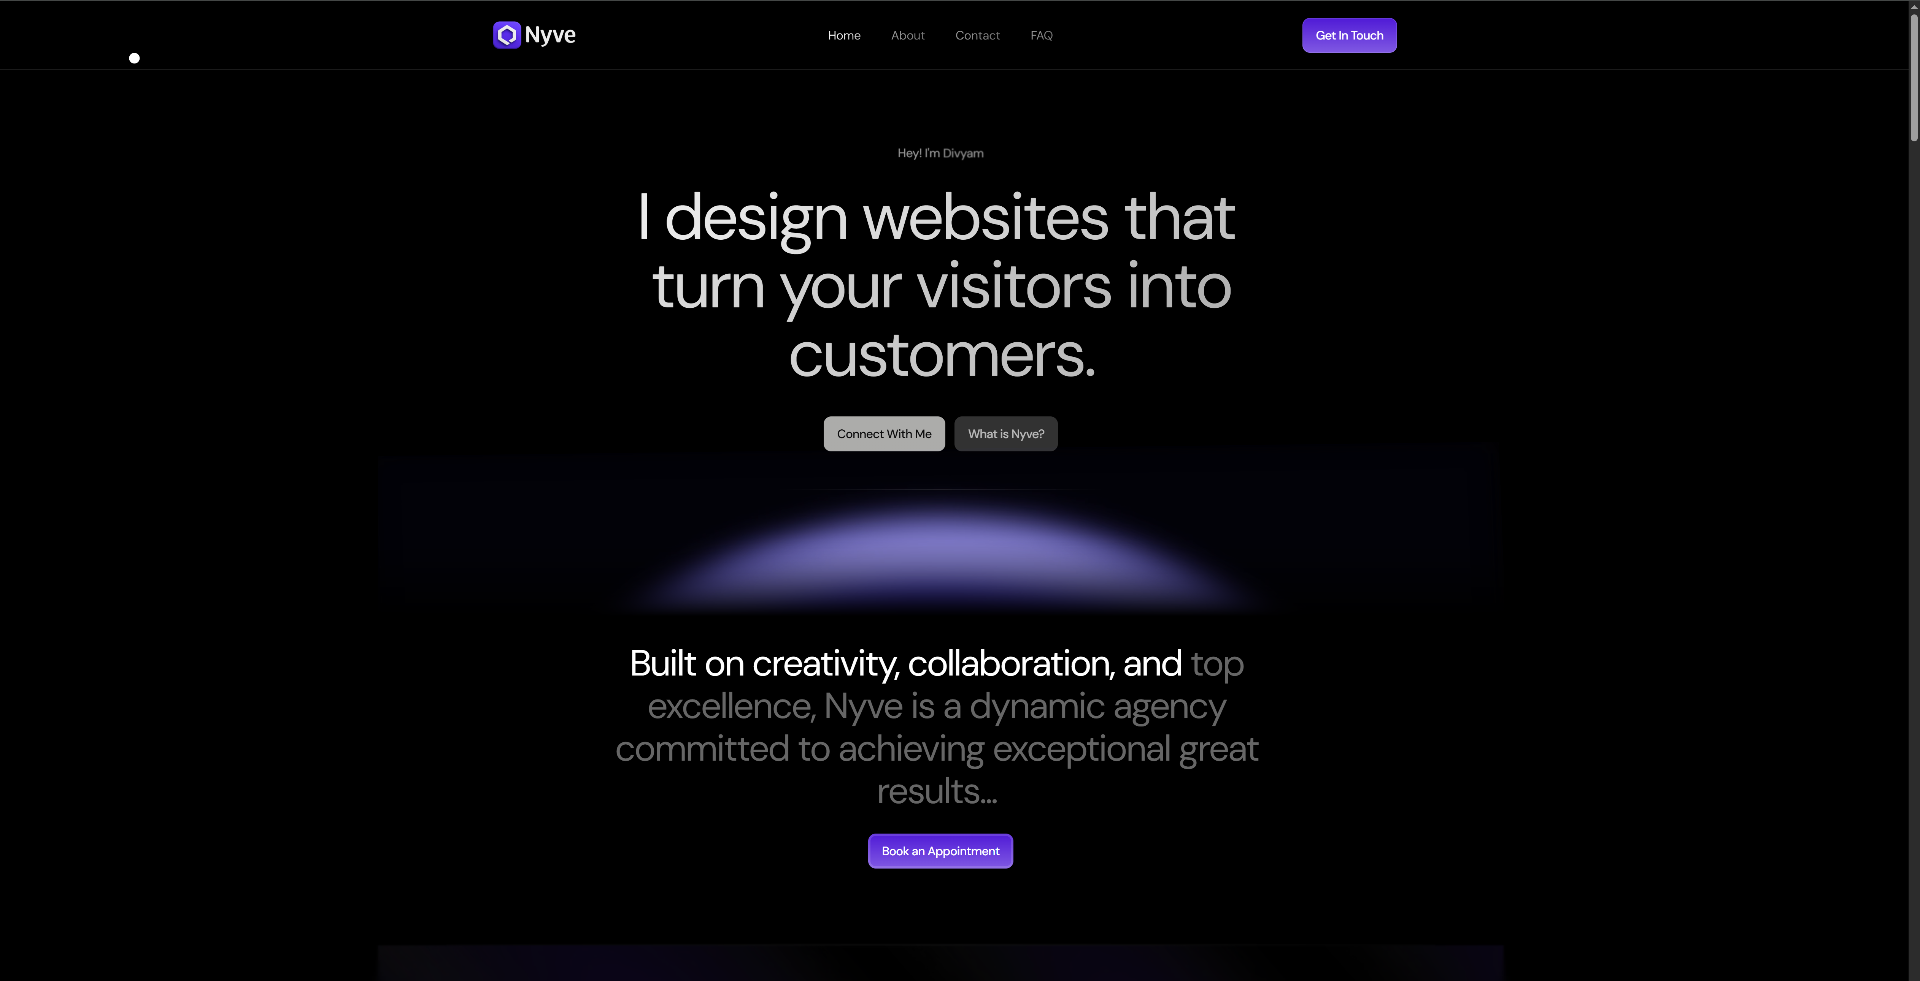 Nyve
Home About Contact FAQ
Get In Touch
Hey! I'm Divyam
I design websites that
turn your visitors into
customers.
Connect With Me What is Nyve?
Built on creativity, collaboration, and top
excellence, Nyve is a dynamic agency
committed to achieving exceptional great
results...
Book an Appointment